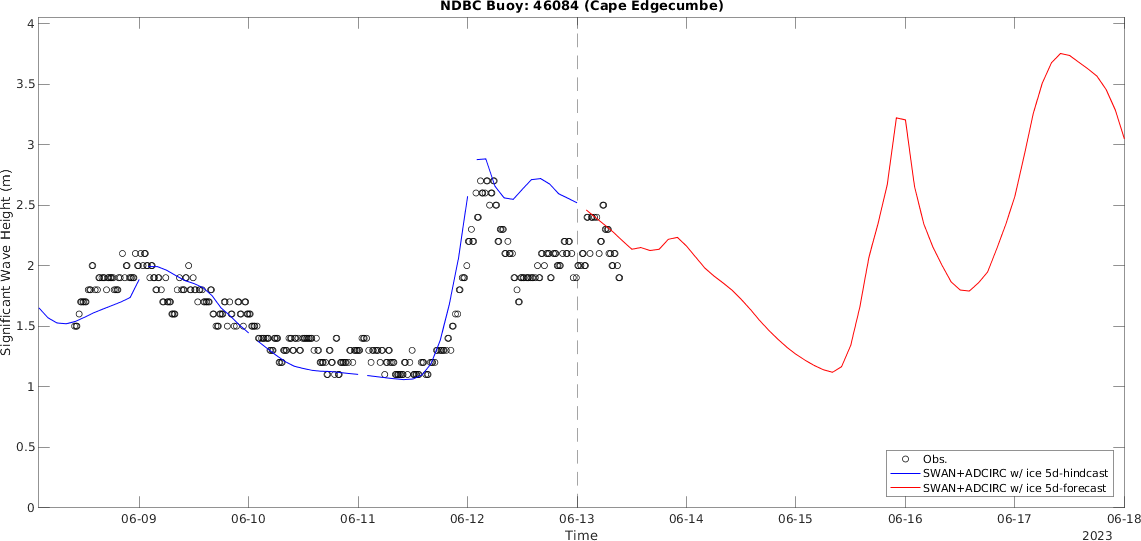 NDBC Buoy: 46084 (Cape Edgecumbe)
4
3.5
3
2.5
2
1.5
1
0.5
0
Significant Wave Height (m)
Obs.
SWAN+ADCIRC w/ ice 5d-hindcast
SWAN+ADCIRC w/ ice 5d-forecast
06-09 06-10 06-11 06-12 06-13 06-14 06-15 06-16 06-17 06-18
Time
2023